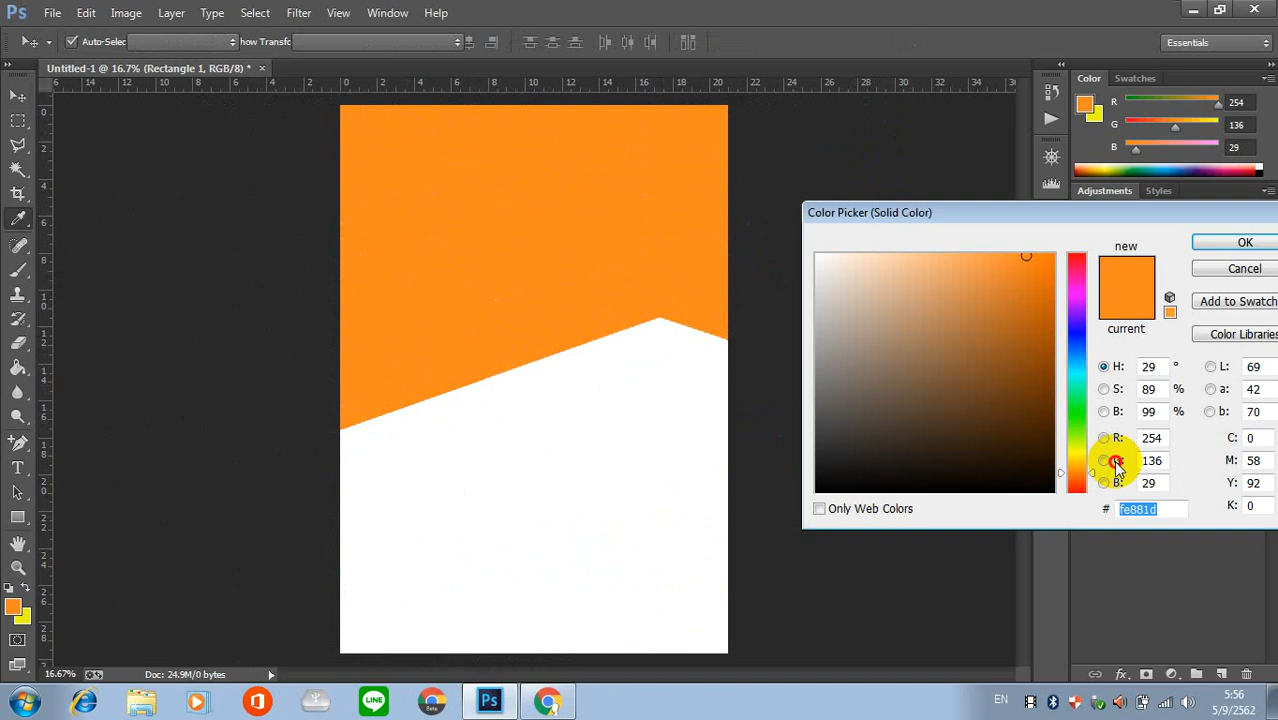 Ps File Edit Image Layer Type Select Filter View Window Help
Auto-Selec how Transfc Essentials
Untitled-1 @ 16.7% (Rectangle 1, RGB/8) * ×
Color Swatches
R 254
G 136
B 29
Adjustments Styles
Color Picker (Solid Color)
new
current
OK
Cancel
Add to Swatch
Color Libraries
H: 29 °
S: 89 %
B: 99 %
R: 254
136
B: 29
L: 69
a: 42
b: 70
C: 0
M: 58
Y: 92
K: 0
Only Web Colors
# fe881d
16.67% Doc: 24.9M/0 bytes
LINE Beta Ps EN 5:56
5/9/2562